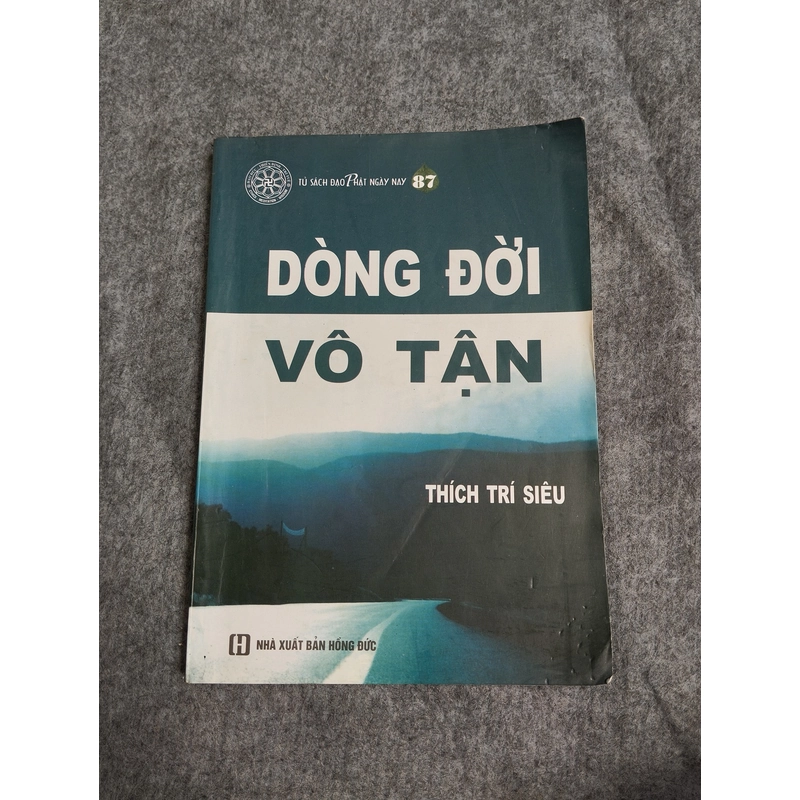 TỦ SÁCH ĐẠO PHẬT NGÀY NAY 87
DÒNG ĐỜI
VÔ TẬN
THÍCH TRÍ SIÊU
NHÀ XUẤT BẢN HỒNG ĐỨC